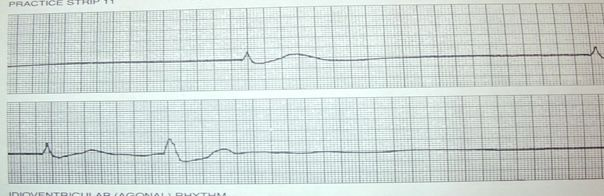 PRACTICE STRIP 11
IDIOVENTRICULAR (AGONAL) RHYTHM